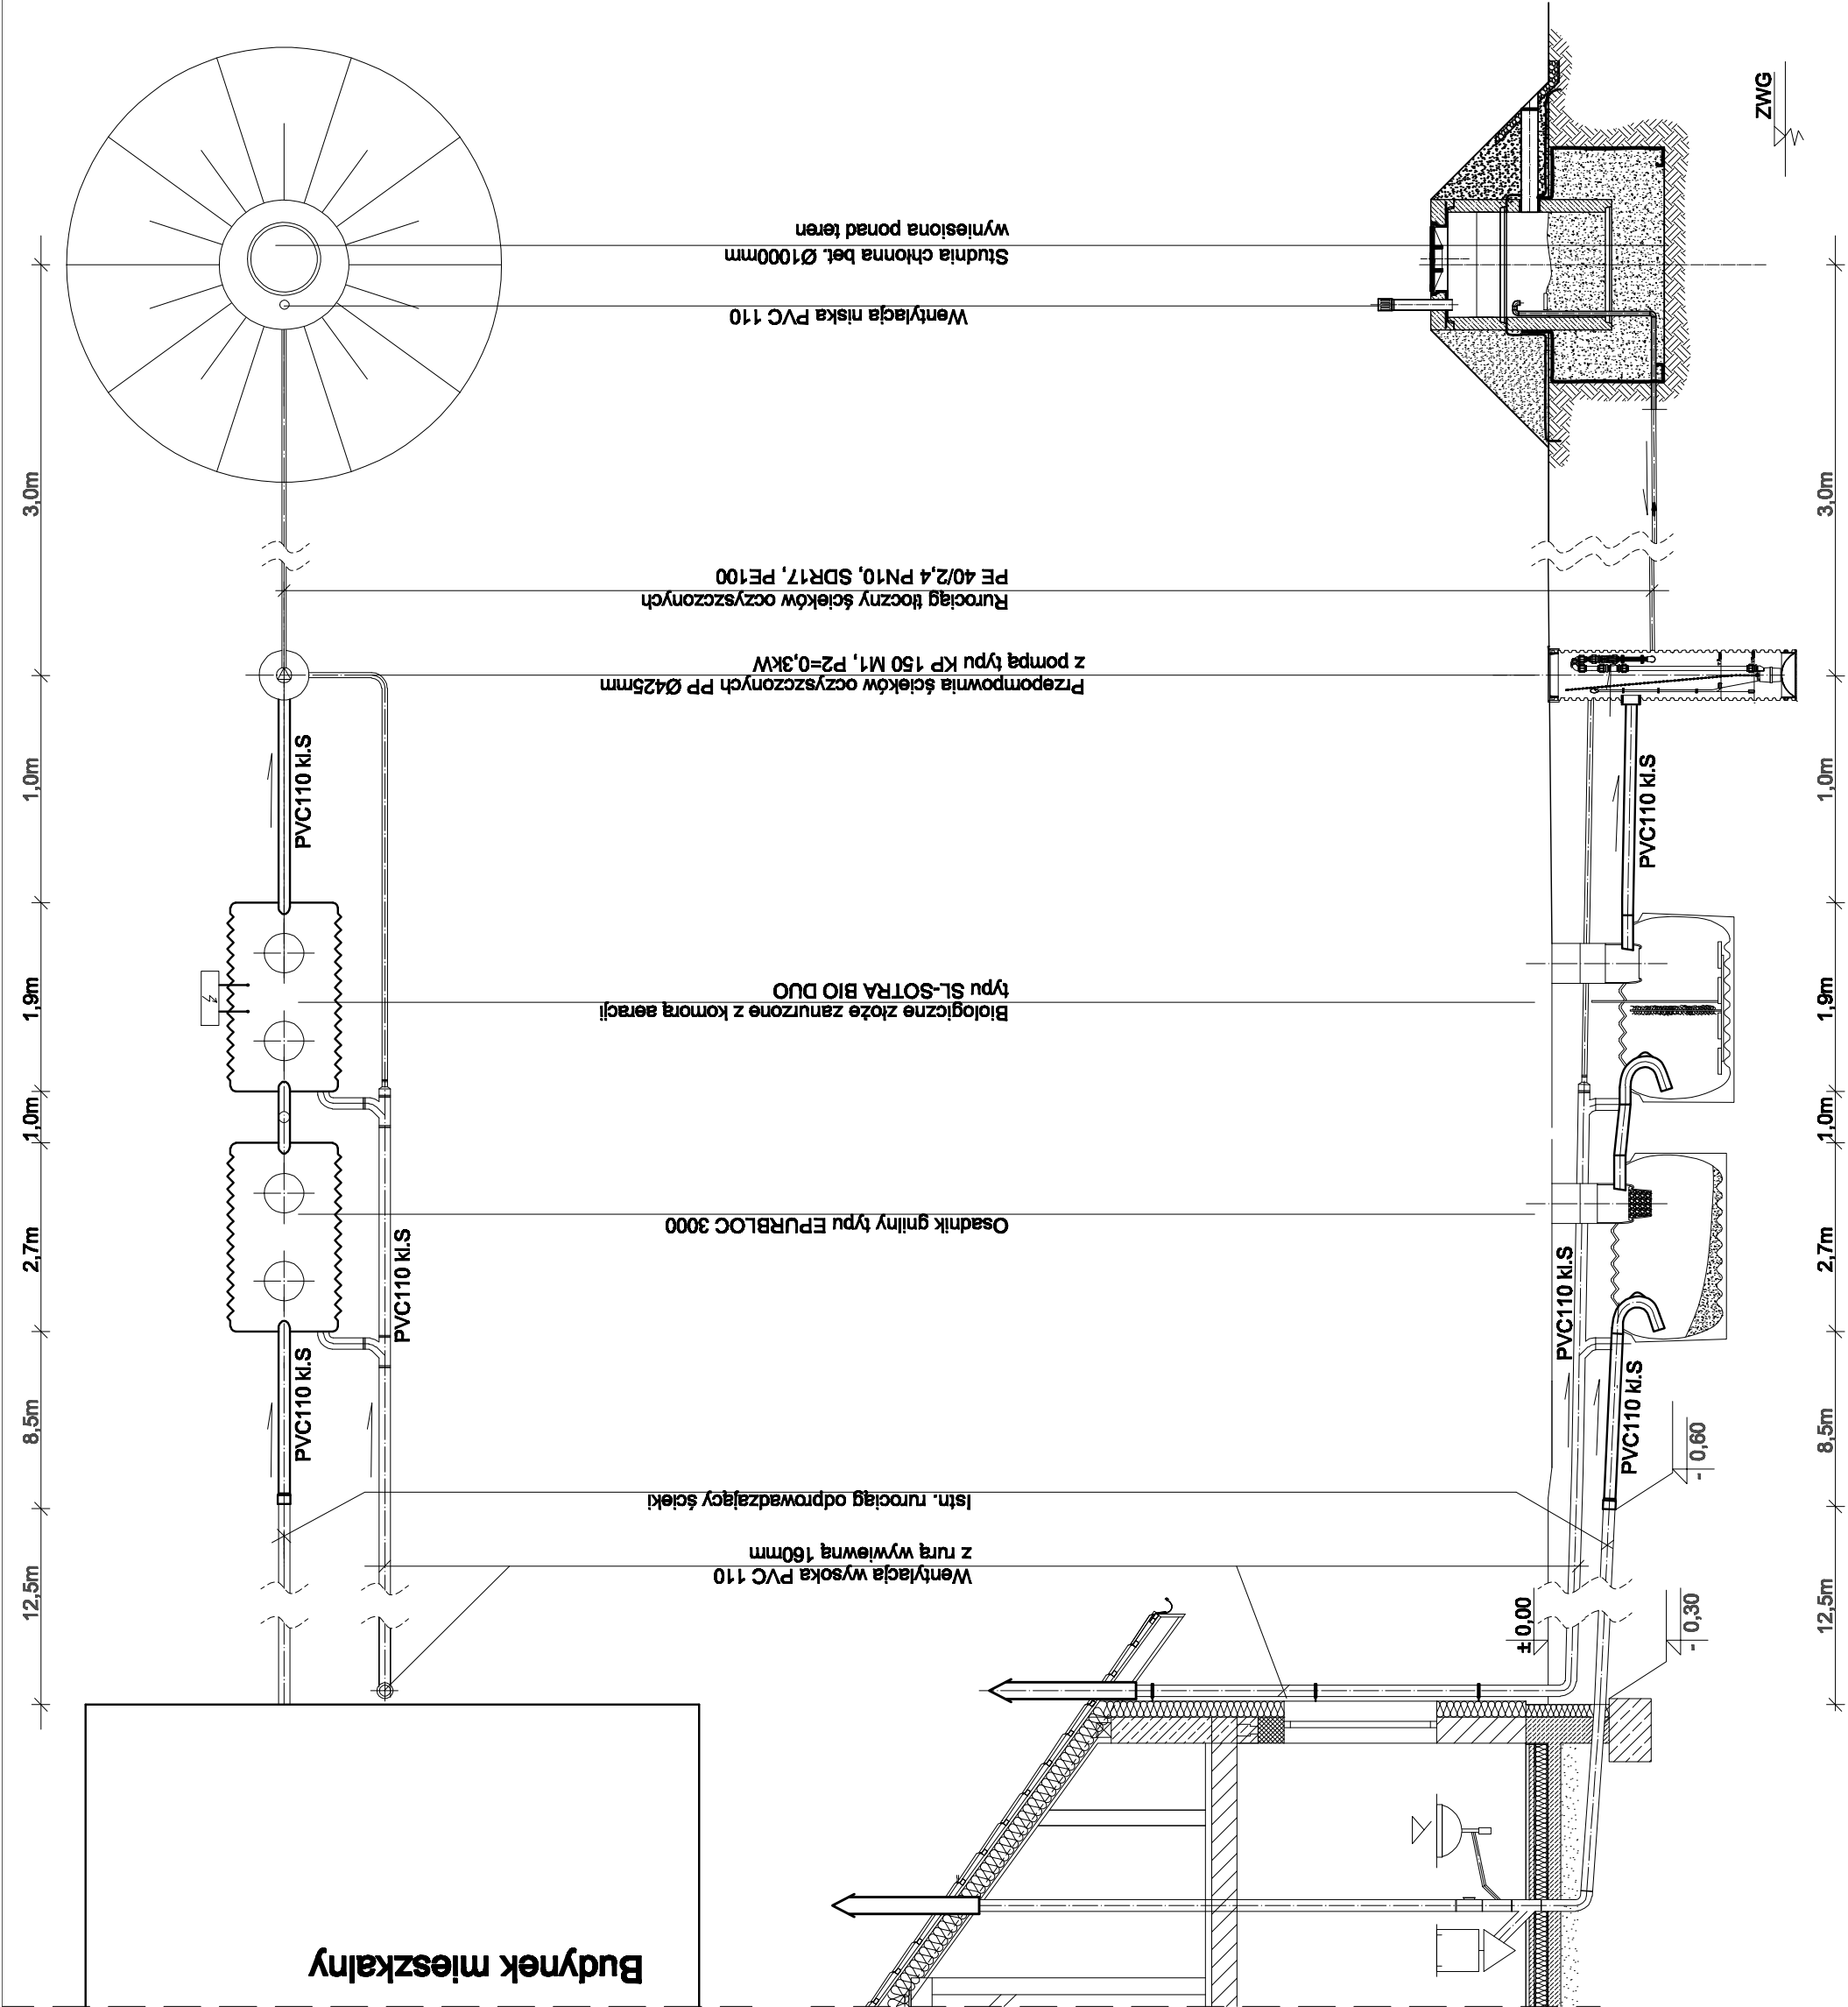 3,0m
1,0m
1,9m
1,0m
2,7m
8,5m
12,5m
PVC110 kl.S
PVC110 kl.S
PVC110 kl.S
Budynek mieszkalny
Studnia chłonna bet. Ø1000mm
wyniesiona ponad teren
Wentylacja niska PVC 110
Rurociąg tłoczny ścieków oczyszczonych
PE 40/2,4 PN10, SDR17, PE100
Przepompownia ścieków oczyszczonych PP Ø425mm
z pompą typu KP 150 M1, P2=0,3kW
Biologiczne złoże zanurzone z komorą aeracji
typu SL-SOTRA BIO DUO
Osadnik gnilny typu EPURBLOC 3000
Istn. rurociąg odprowadzający ścieki
Wentylacja wysoka PVC 110
z rurą wywiewną 160mm
ZWG
PVC110 kl.S
PVC110 kl.S
PVC110 kl.S
± 0,00
- 0,60
- 0,30
3,0m
1,0m
1,9m
1,0m
2,7m
8,5m
12,5m